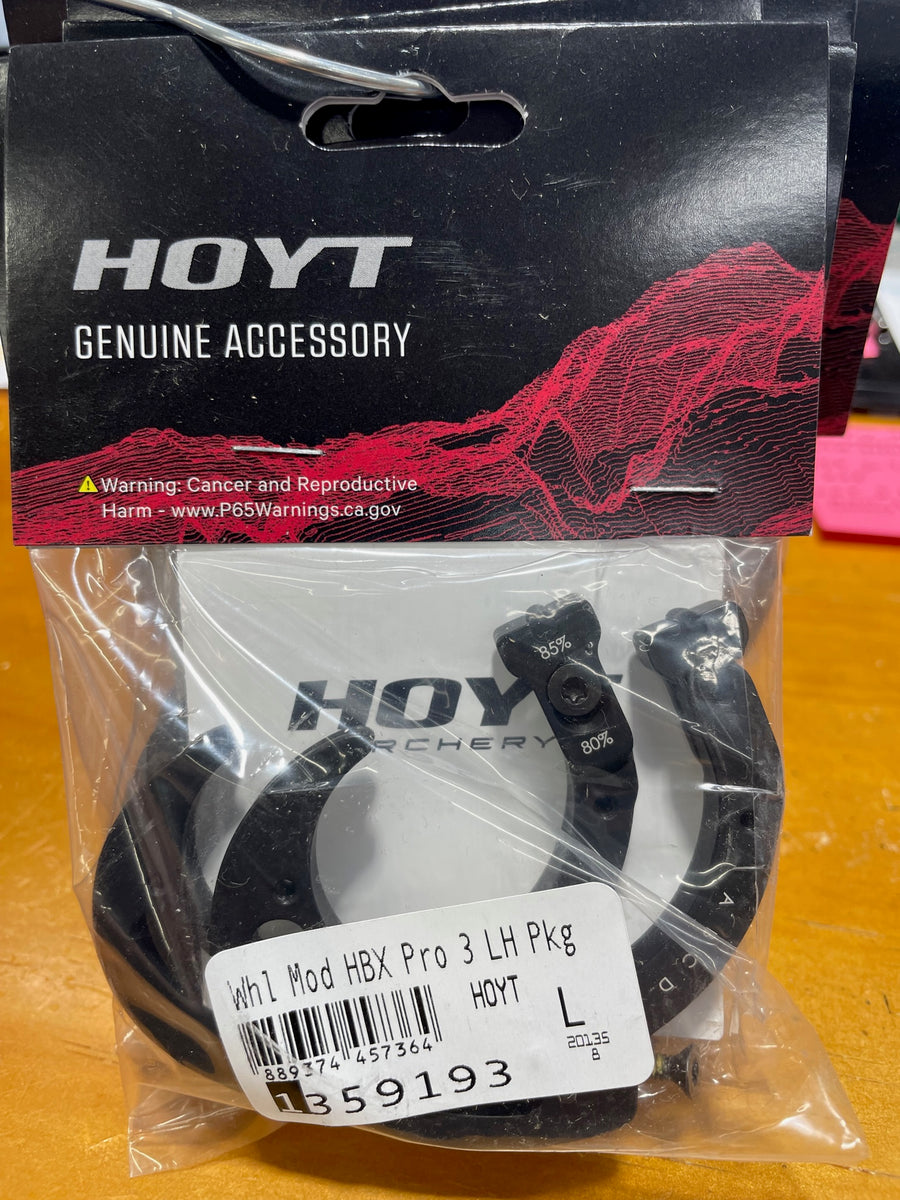 HOYT
GENUINE ACCESSORY
Warning: Cancer and Reproductive
Harm - www.P65Warnings.ca.gov
85%
HOYT
ARCHERY
80%
A
C
D
Whl Mod HBX Pro 3 LH Pkg
HOYT
L
889374 457364
20135
8
1359193